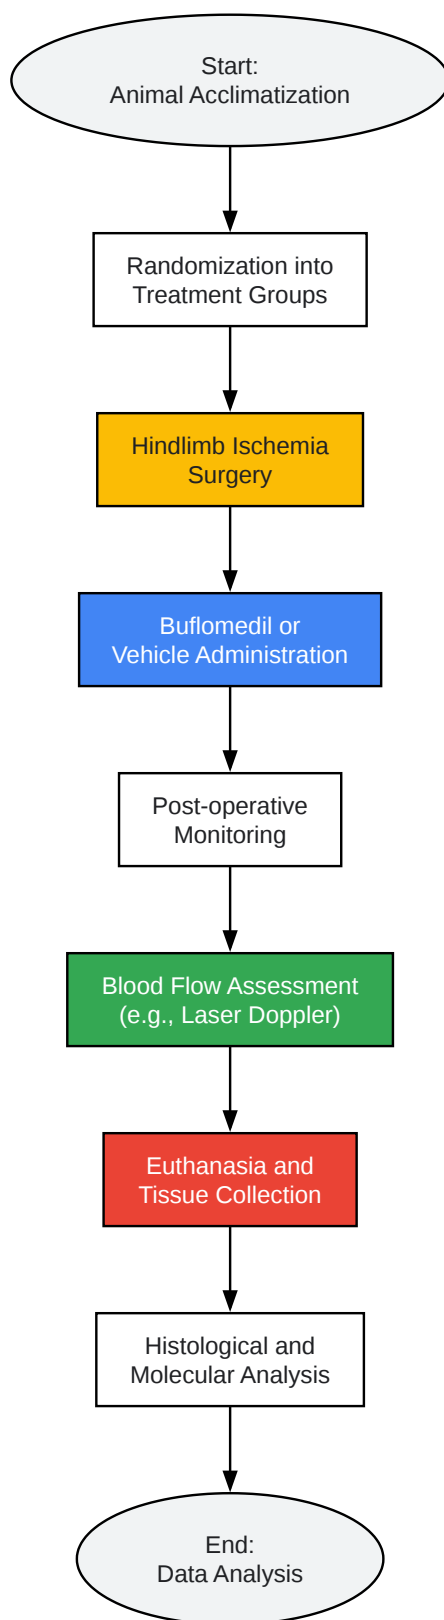 Start:
Animal Acclimatization
Randomization into
Treatment Groups
Hindlimb Ischemia
Surgery
Buflomedil or
Vehicle Administration
Post-operative
Monitoring
Blood Flow Assessment
(e.g., Laser Doppler)
Euthanasia and
Tissue Collection
Histological and
Molecular Analysis
End:
Data Analysis